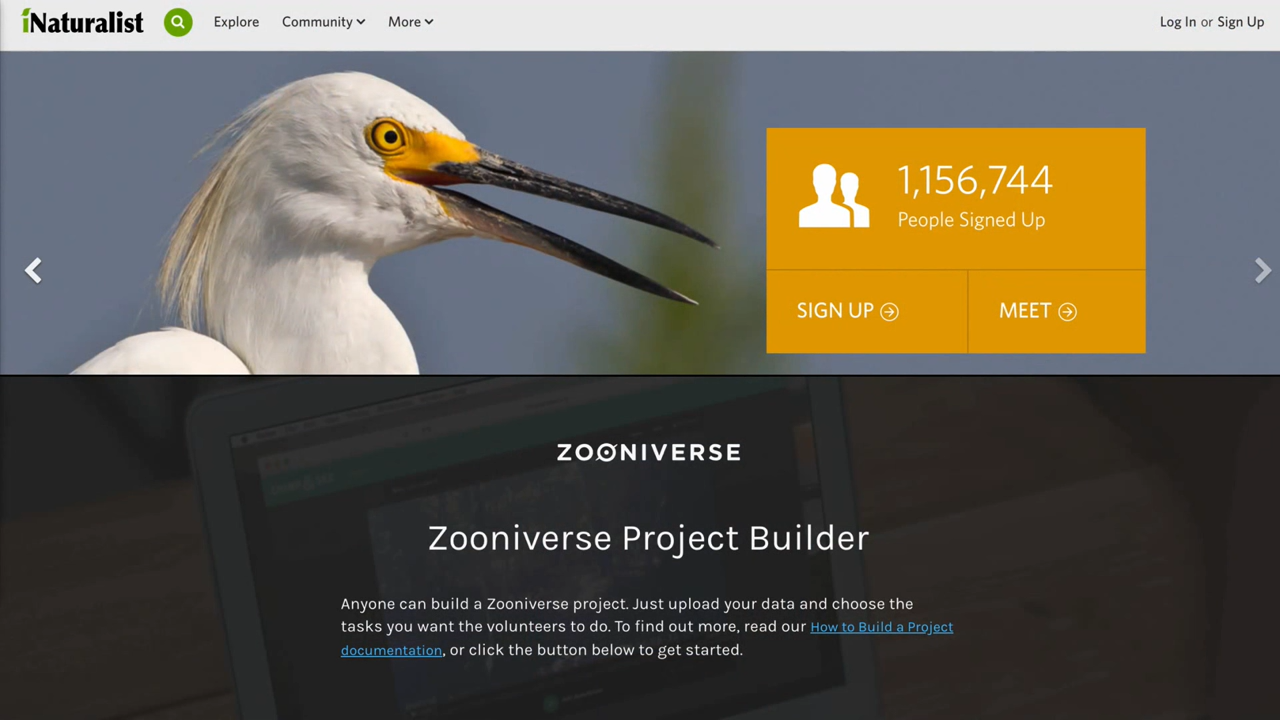 iNaturalist Explore Community More Log In or Sign Up
1,156,744
People Signed Up
SIGN UP MEET
ZOONIVERSE
Zooniverse Project Builder
Anyone can build a Zooniverse project. Just upload your data and choose the
tasks you want the volunteers to do. To find out more, read our How to Build a Project
documentation, or click the button below to get started.